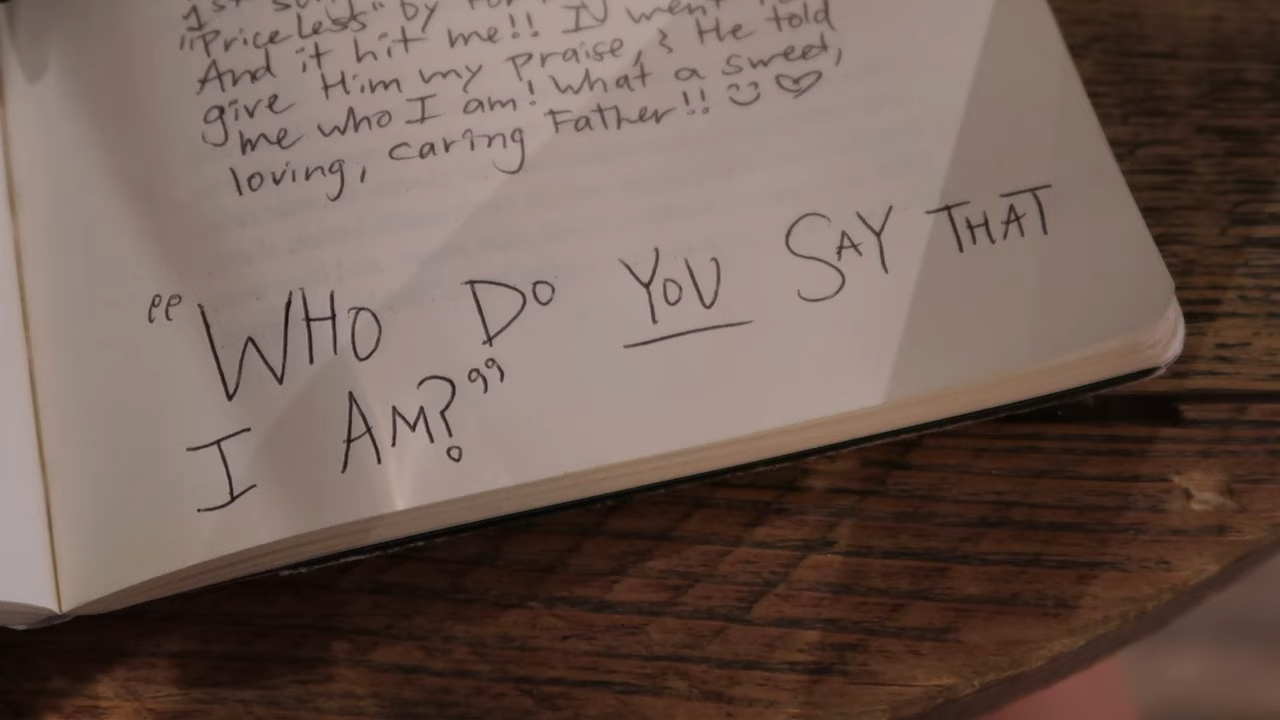 1st
"Priceless" by
And it hit me!! I went
give Him my praise, & He told
me who I am! What a sweet,
loving, caring Father!! ☺ ♡
"WHO DO YOU SAY THAT
I AM?"